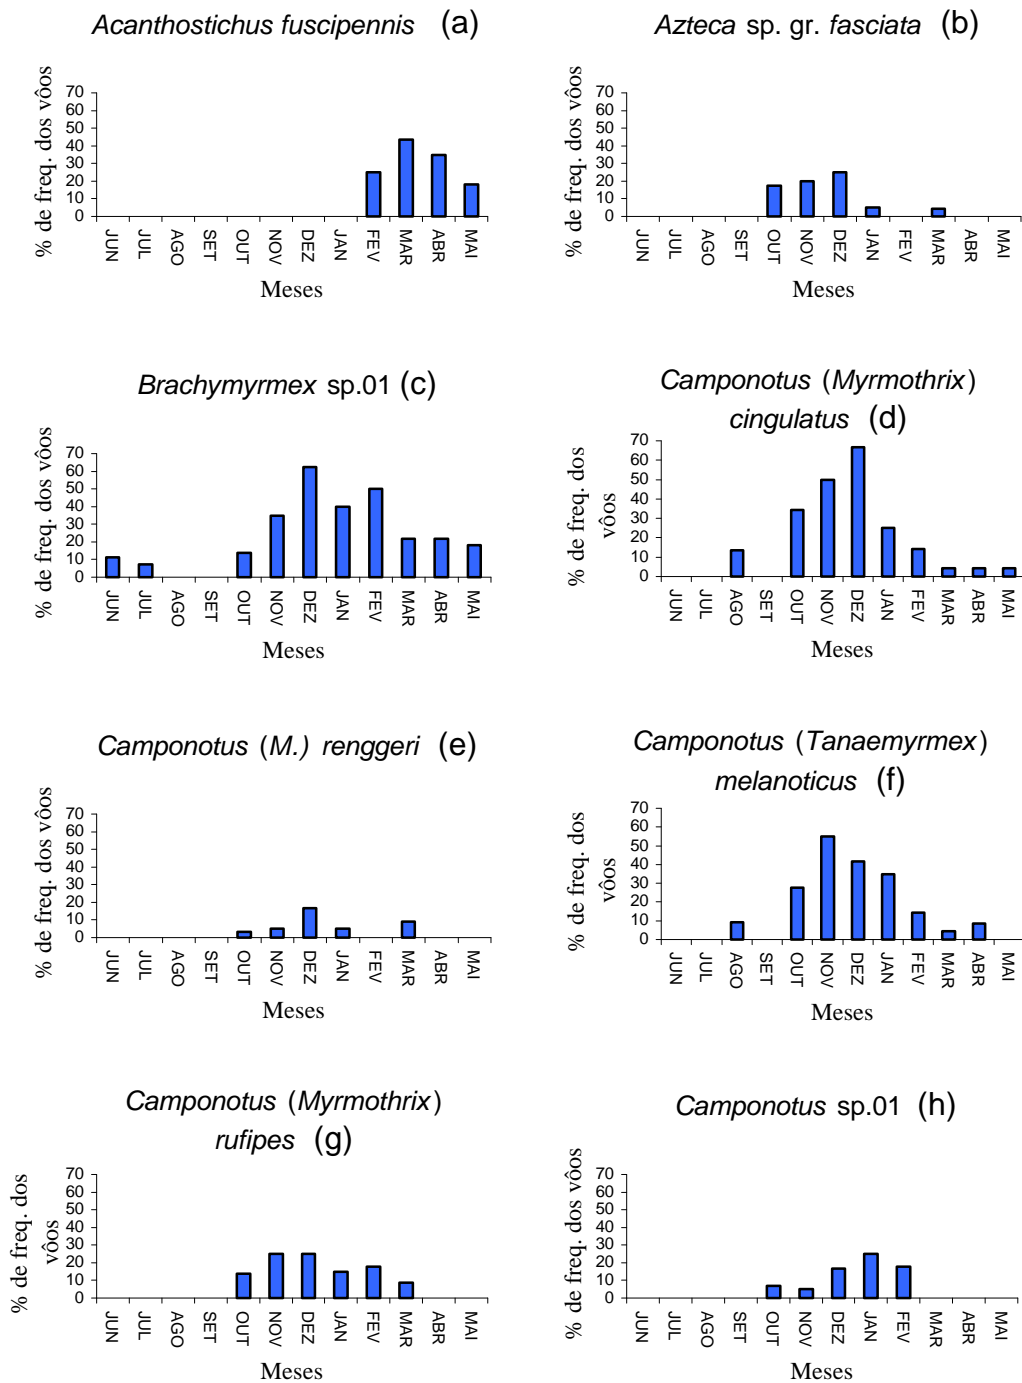 Acanthostichus fuscipennis (a)
% de freq. dos vôos
70
60
50
40
30
20
10
0
JUN JUL AGO SET OUT NOV DEZ JAN FEV MAR ABR MAI
Meses
Azteca sp. gr. fasciata (b)
% de freq. dos vôos
70
60
50
40
30
20
10
0
JUN JUL AGO SET OUT NOV DEZ JAN FEV MAR ABR MAI
Meses
Brachymyrmex sp.01 (c)
% de freq. dos vôos
70
60
50
40
30
20
10
0
JUN JUL AGO SET OUT NOV DEZ JAN FEV MAR ABR MAI
Meses
Camponotus (Myrmothrix)
cingulatus (d)
% de freq. dos
vôos
70
60
50
40
30
20
10
0
JUN JUL AGO SET OUT NOV DEZ JAN FEV MAR ABR MAI
Meses
Camponotus (M.) renggeri (e)
% de freq. dos vôos
70
60
50
40
30
20
10
0
JUN JUL AGO SET OUT NOV DEZ JAN FEV MAR ABR MAI
Meses
Camponotus (Tanaemyrmex)
melanoticus (f)
% de freq. dos
vôos
70
60
50
40
30
20
10
0
JUN JUL AGO SET OUT NOV DEZ JAN FEV MAR ABR MAI
Meses
Camponotus (Myrmothrix)
rufipes (g)
% de freq. dos
vôos
70
60
50
40
30
20
10
0
JUN JUL AGO SET OUT NOV DEZ JAN FEV MAR ABR MAI
Meses
Camponotus sp.01 (h)
% de freq. dos vôos
70
60
50
40
30
20
10
0
JUN JUL AGO SET OUT NOV DEZ JAN FEV MAR ABR MAI
Meses